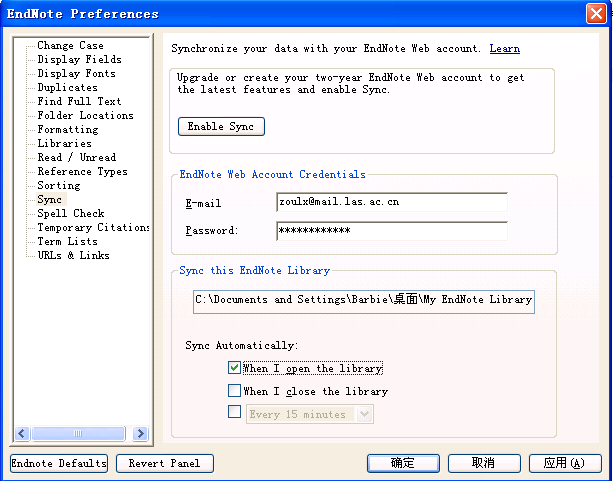 EndNote Preferences
Change Case
Display Fields
Display Fonts
Duplicates
Find Full Text
Folder Locations
Formatting
Libraries
Read / Unread
Reference Types
Sorting
Sync
Spell Check
Temporary Citations
Term Lists
URLs & Links
Synchronize your data with your EndNote Web account. Learn
Upgrade or create your two-year EndNote Web account to get
the latest features and enable Sync.
Enable Sync
EndNote Web Account Credentials
E-mail zoulx@mail.las.ac.cn
Password: ************
Sync this EndNote Library
C:\Documents and Settings\Barbie\桌面\My EndNote Library
Sync Automatically:
When I open the library
When I close the library
Every 15 minutes
Endnote Defaults Revert Panel 确定 取消 应用(A)